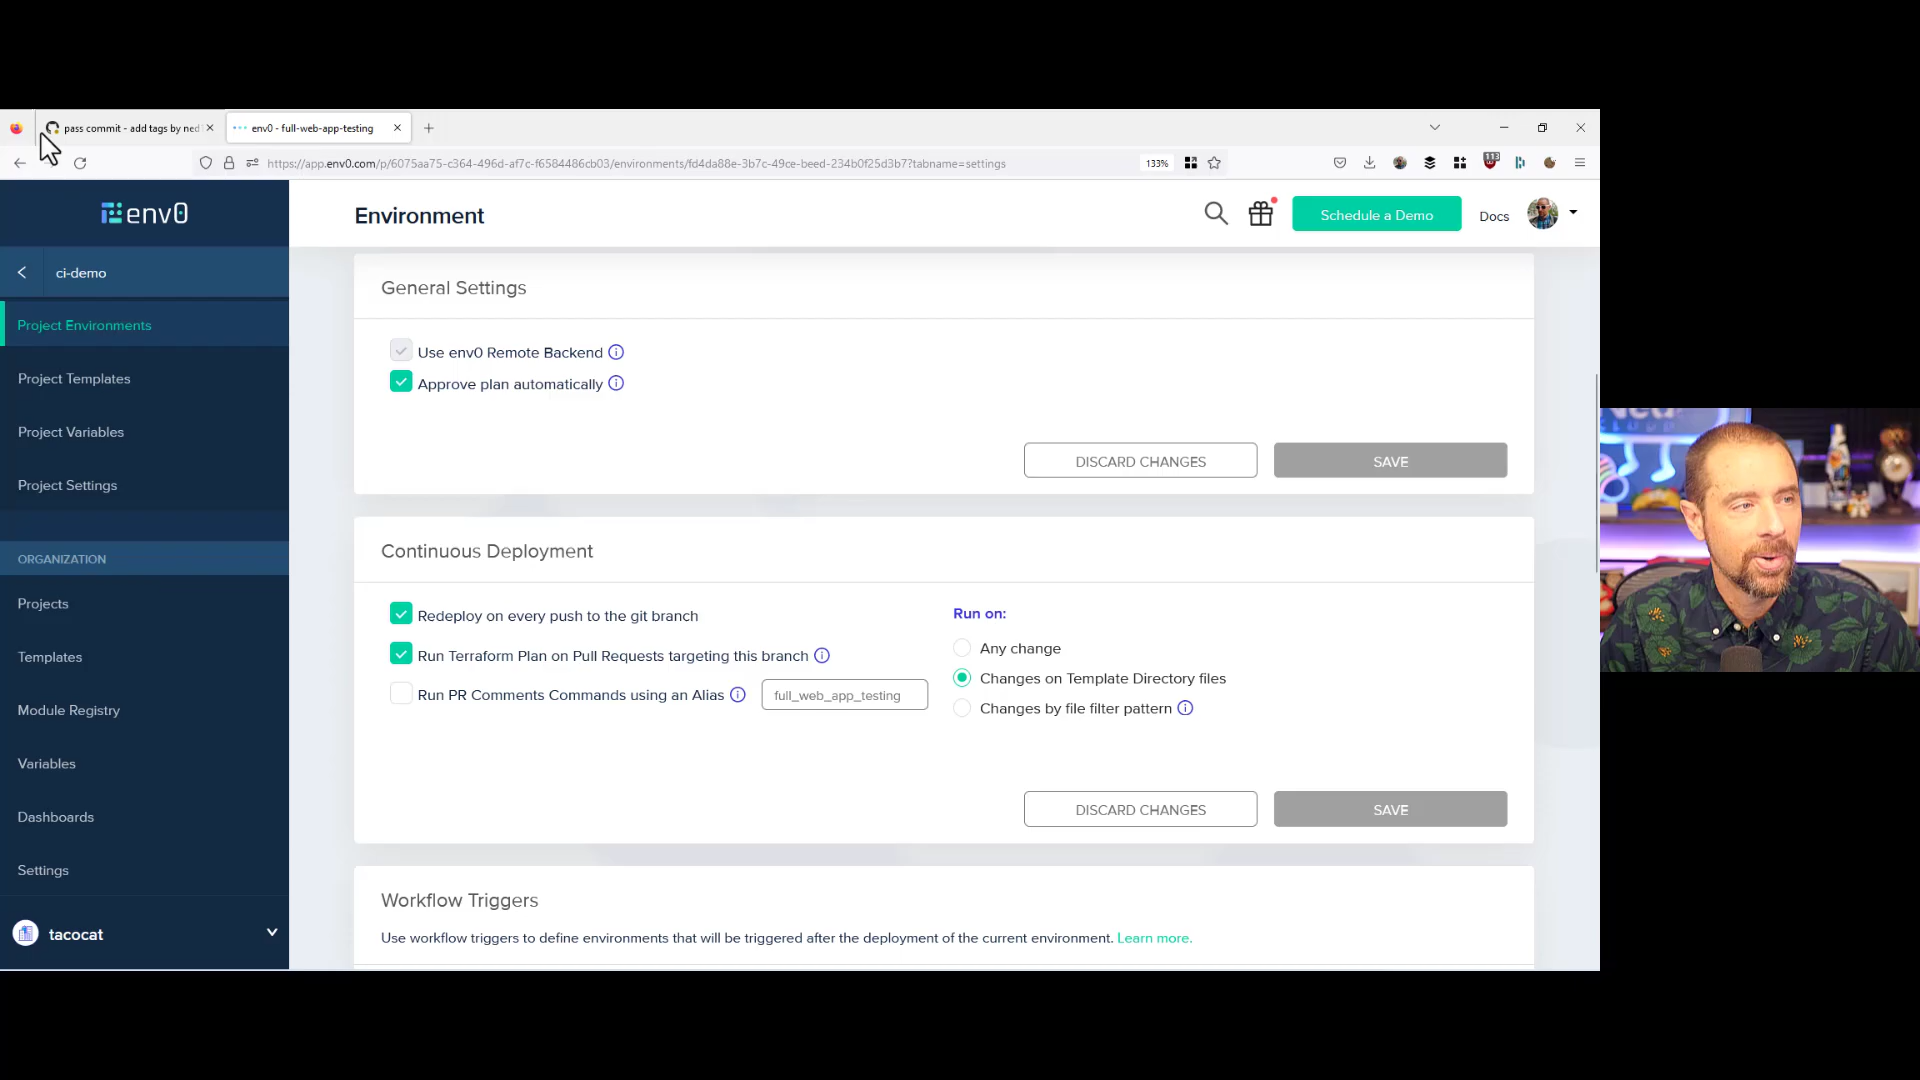 pass commit - add tags by ned
env0 - full-web-app-testing
https://app.env0.com/p/6075aa75-c364-496d-af7c-f6584486cb03/environments/fd4da88e-3b7c-49ce-beed-234b0f25d3b7?tabname=settings
133%
113
env0
Environment
Schedule a Demo
Docs
ci-demo
Project Environments
Project Templates
Project Variables
Project Settings
ORGANIZATION
Projects
Templates
Module Registry
Variables
Dashboards
Settings
tacocat
General Settings
Use env0 Remote Backend
Approve plan automatically
DISCARD CHANGES
SAVE
Continuous Deployment
Redeploy on every push to the git branch
Run Terraform Plan on Pull Requests targeting this branch
Run PR Comments Commands using an Alias
full_web_app_testing
Run on:
Any change
Changes on Template Directory files
Changes by file filter pattern
DISCARD CHANGES
SAVE
Workflow Triggers
Use workflow triggers to define environments that will be triggered after the deployment of the current environment. Learn more.